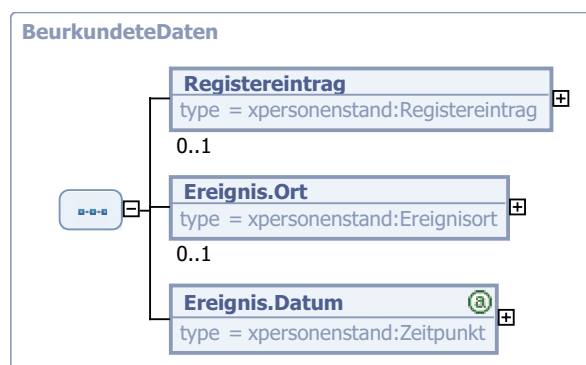 BeurkundeteDaten
Registereintrag
type = xpersonenstand:Registereintrag
0..1
Ereignis.Ort
type = xpersonenstand:Ereignisort
0..1
Ereignis.Datum @
type = xpersonenstand:Zeitpunkt